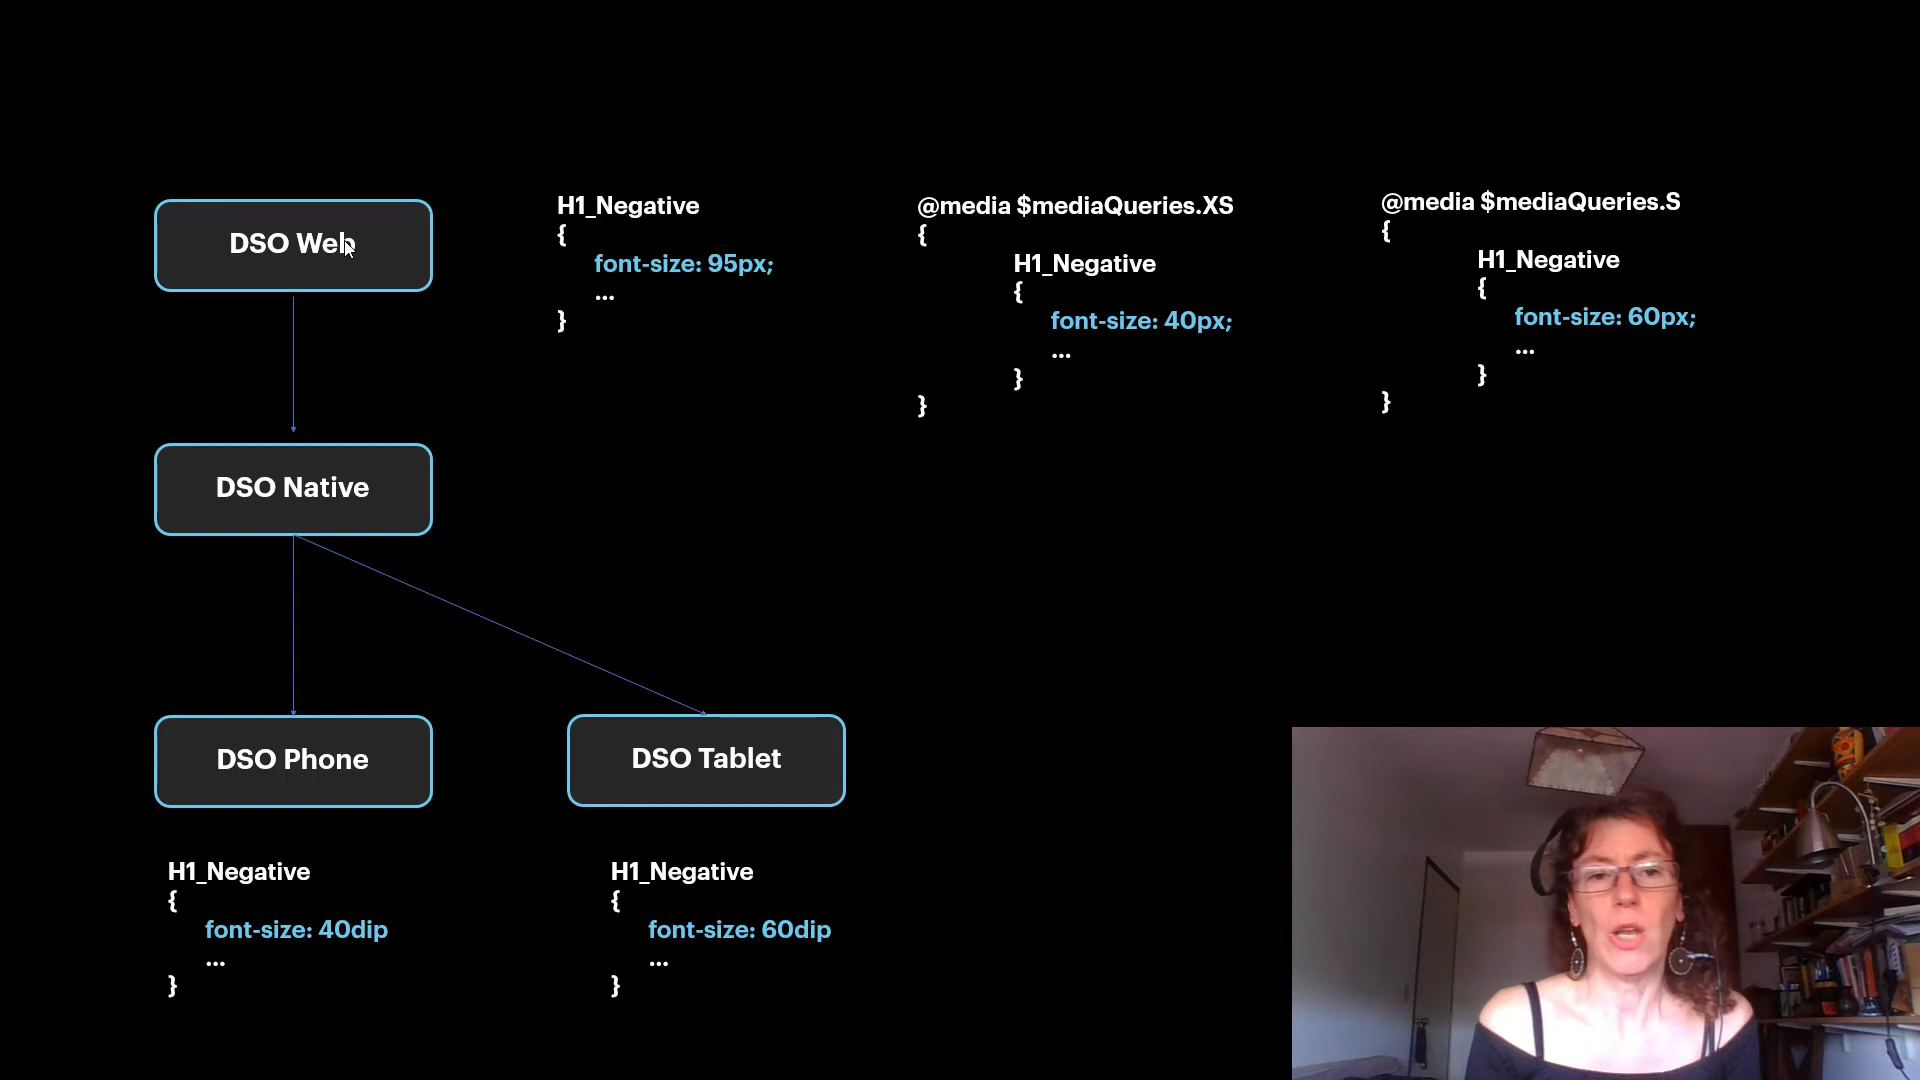 DSO Web
H1_Negative
{
font-size: 95px;
...
}
@media $mediaQueries.XS
{
H1_Negative
{
font-size: 40px;
...
}
}
@media $mediaQueries.S
{
H1_Negative
{
font-size: 60px;
...
}
}
DSO Native
DSO Phone
DSO Tablet
H1_Negative
{
font-size: 40dip
...
}
H1_Negative
{
font-size: 60dip
...
}